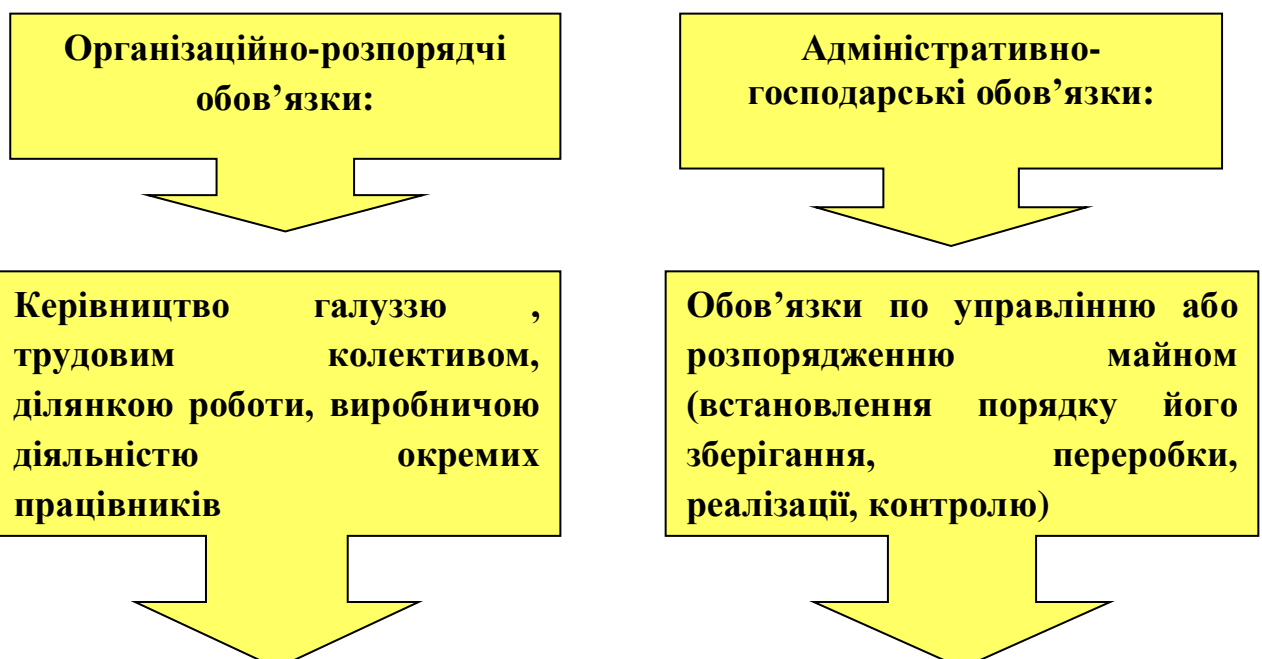 Організаційно-розпорядчі
обов’язки:
Адміністративно-
господарські обов’язки:
Керівництво галуззю ,
трудовим колективом,
ділянкою роботи, виробничою
діяльністю окремих
працівників
Обов’язки по управлінню або
розпорядженню майном
(встановлення порядку його
зберігання, переробки,
реалізації, контролю)